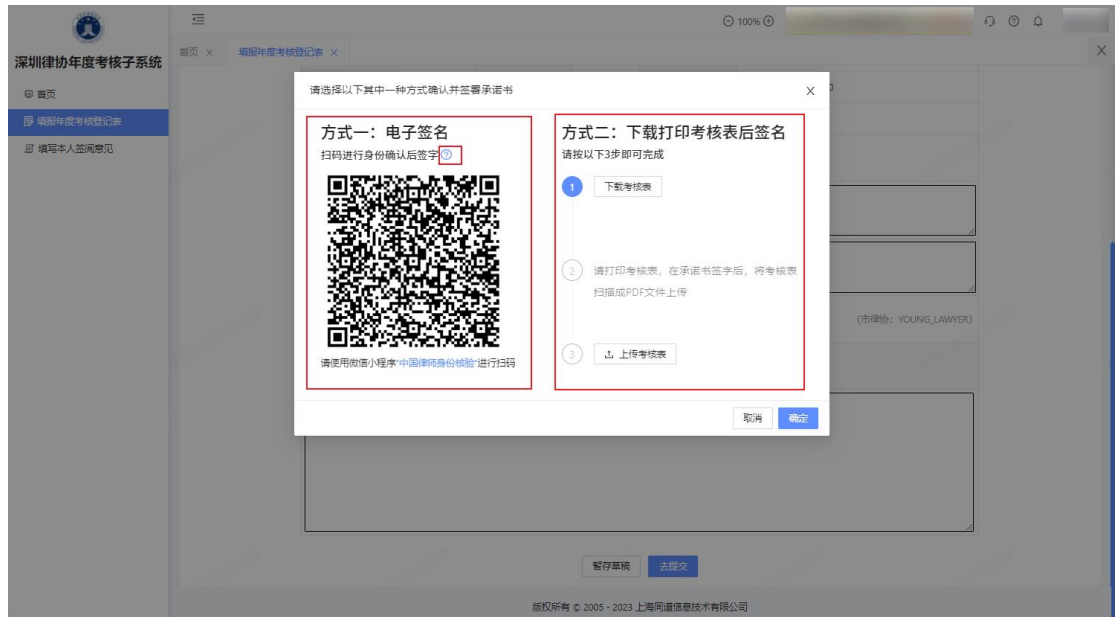 100%
深圳律协年度考核子系统
首页
填报年度考核登记表
填写本人签阅意见
首页 ×
填报年度考核登记表 ×
X
请选择以下其中一种方式确认并签署承诺书
X
方式一：电子签名
扫码进行身份确认后签字
请使用微信小程序“中国律师身份核验”进行扫码
方式二：下载打印考核表后签名
请按以下3步即可完成
1 下载考核表
2 请打印考核表，在承诺书签字后，将考核表
扫描成PDF文件上传
3 上传考核表
取消
确定
(市律协：YOUNG_LAWYER)
暂存草稿
去提交
版权所有 © 2005 - 2023 上海同道信息技术有限公司